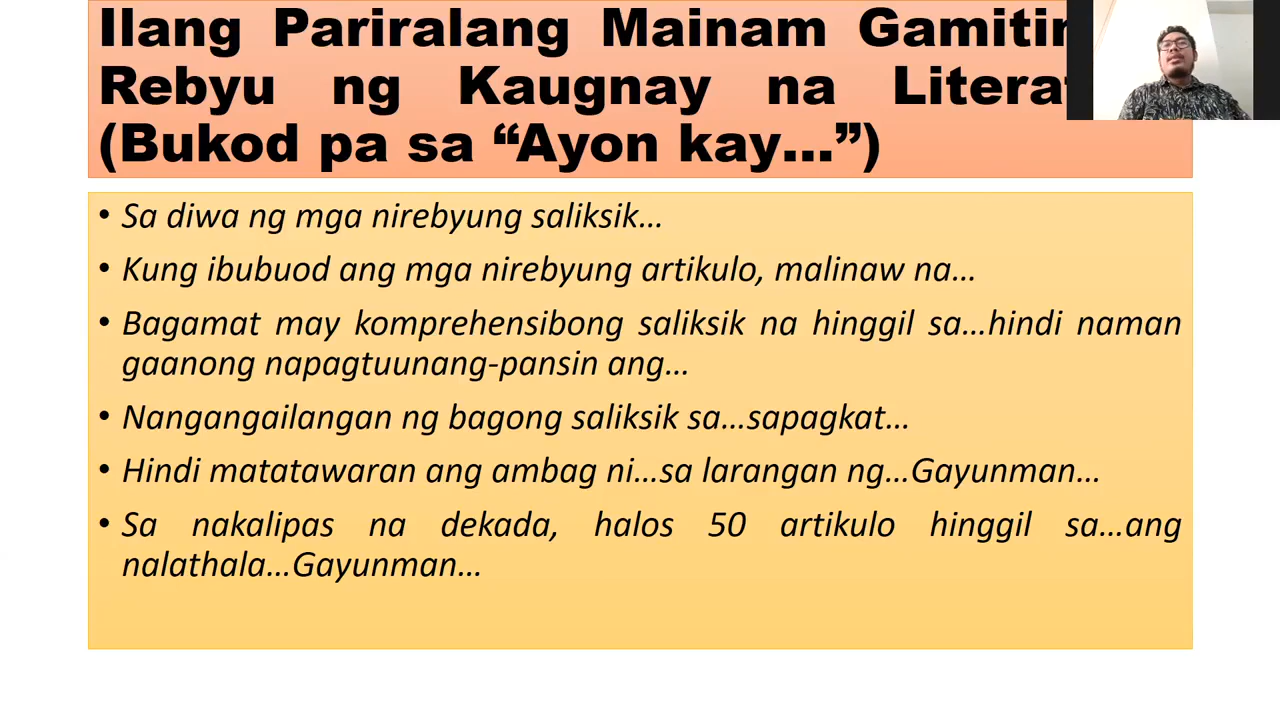 Ilang Pariralang Mainam
Rebyu ng Kaugnay na
(Bukod pa sa “Ayon kay...”)
• Sa diwa ng mga nirebyung saliksik...
• Kung ibubuod ang mga nirebyung artikulo, malinaw na...
• Bagamat may komprehensibong saliksik na hinggil sa...hindi naman
gaanong napagtuunang-pansin ang...
• Nangangailangan ng bagong saliksik sa...sapagkat...
• Hindi matatawaran ang ambag ni...sa larangan ng...Gayunman...
• Sa nakalipas na dekada, halos 50 artikulo hinggil sa...ang
nalathala...Gayunman...